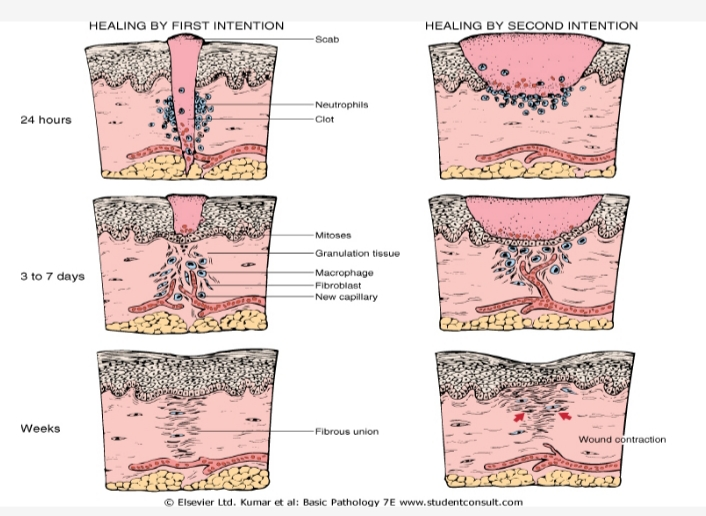 HEALING BY FIRST INTENTION
HEALING BY SECOND INTENTION
Scab
Neutrophils
Clot
24 hours
Mitoses
Granulation tissue
Macrophage
Fibroblast
New capillary
3 to 7 days
Weeks
Fibrous union
Wound contraction
© Elsevier Ltd. Kumar et al: Basic Pathology 7E www.studentconsult.com